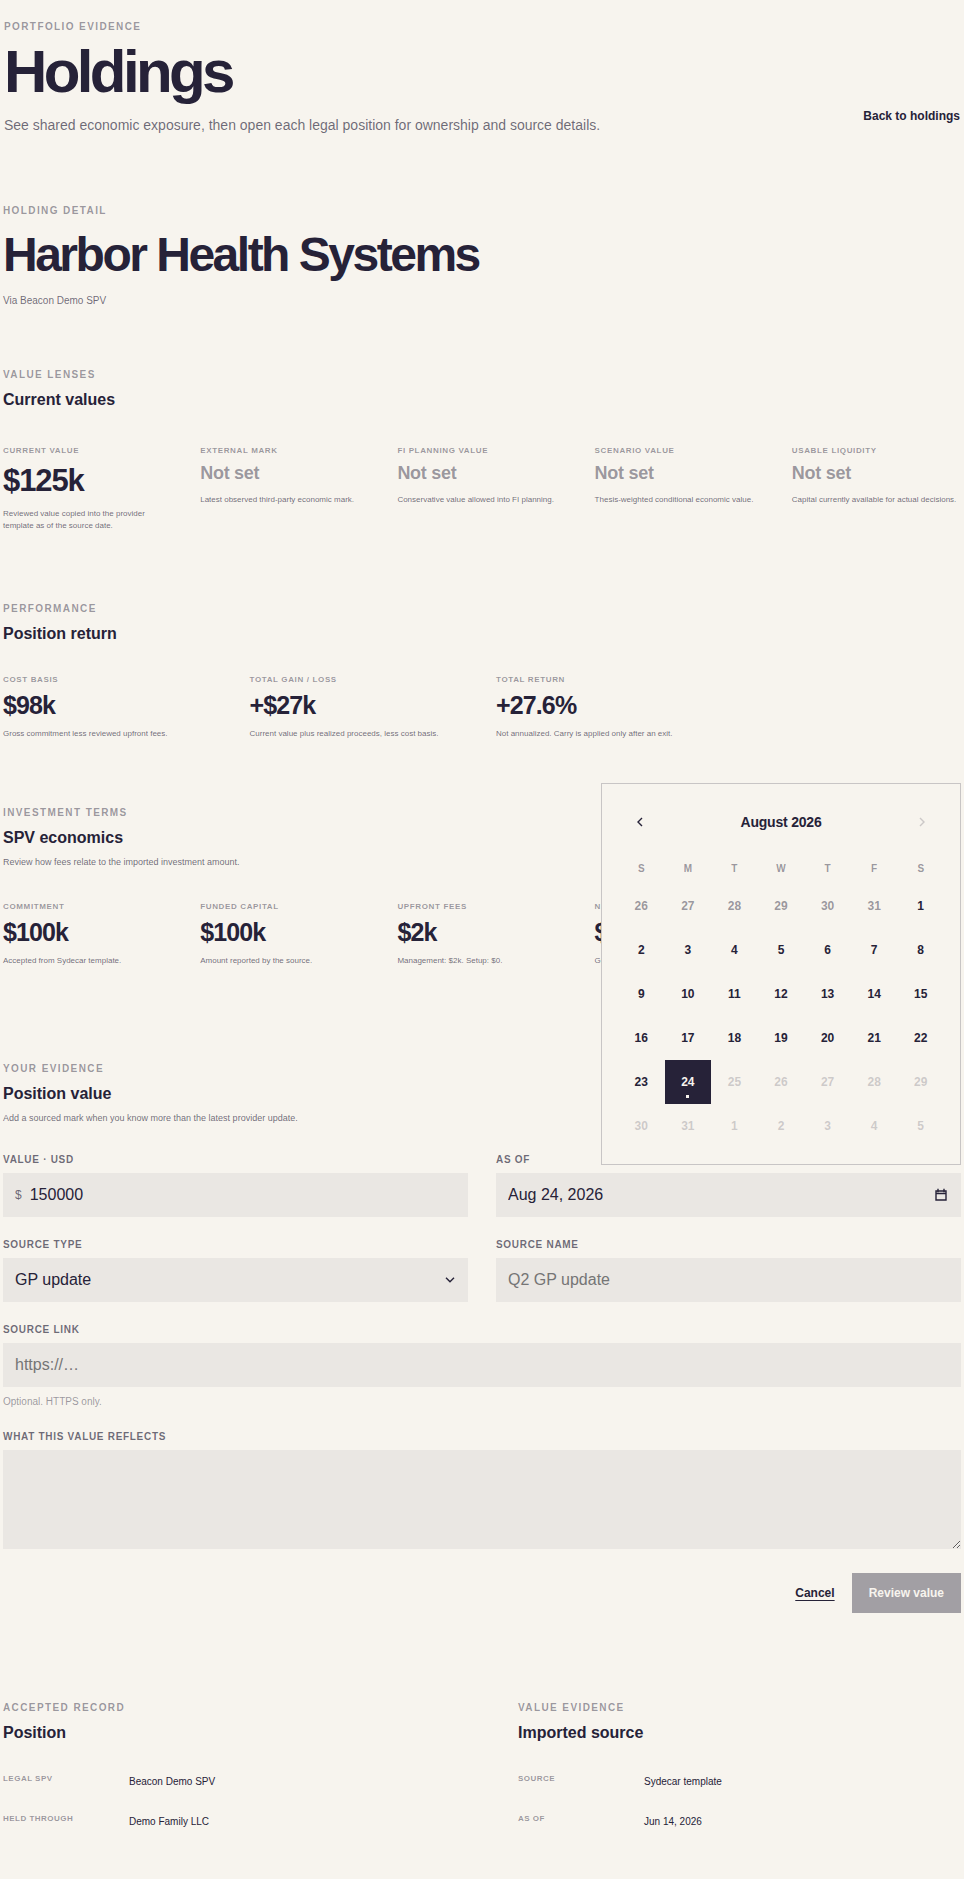 PORTFOLIO EVIDENCE
Holdings
See shared economic exposure, then open each legal position for ownership and source details.
Back to holdings
HOLDING DETAIL
Harbor Health Systems
Via Beacon Demo SPV
VALUE LENSES
Current values
CURRENT VALUE
$125k
Reviewed value copied into the provider
template as of the source date.
EXTERNAL MARK
Not set
Latest observed third-party economic mark.
FI PLANNING VALUE
Not set
Conservative value allowed into FI planning.
SCENARIO VALUE
Not set
Thesis-weighted conditional economic value.
USABLE LIQUIDITY
Not set
Capital currently available for actual decisions.
PERFORMANCE
Position return
COST BASIS
$98k
Gross commitment less reviewed upfront fees.
TOTAL GAIN / LOSS
+$27k
Current value plus realized proceeds, less cost basis.
TOTAL RETURN
+27.6%
Not annualized. Carry is applied only after an exit.
INVESTMENT TERMS
SPV economics
Review how fees relate to the imported investment amount.
COMMITMENT
$100k
Accepted from Sydecar template.
FUNDED CAPITAL
$100k
Amount reported by the source.
UPFRONT FEES
$2k
Management: $2k. Setup: $0.
August 2026
S M T W T F S
26 27 28 29 30 31 1
2 3 4 5 6 7 8
9 10 11 12 13 14 15
16 17 18 19 20 21 22
23 24 25 26 27 28 29
30 31 1 2 3 4 5
YOUR EVIDENCE
Position value
Add a sourced mark when you know more than the latest provider update.
VALUE · USD
$ 150000
AS OF
Aug 24, 2026
SOURCE TYPE
GP update
SOURCE NAME
Q2 GP update
SOURCE LINK
https://…
Optional. HTTPS only.
WHAT THIS VALUE REFLECTS
Cancel
Review value
ACCEPTED RECORD
Position
LEGAL SPV
Beacon Demo SPV
HELD THROUGH
Demo Family LLC
VALUE EVIDENCE
Imported source
SOURCE
Sydecar template
AS OF
Jun 14, 2026